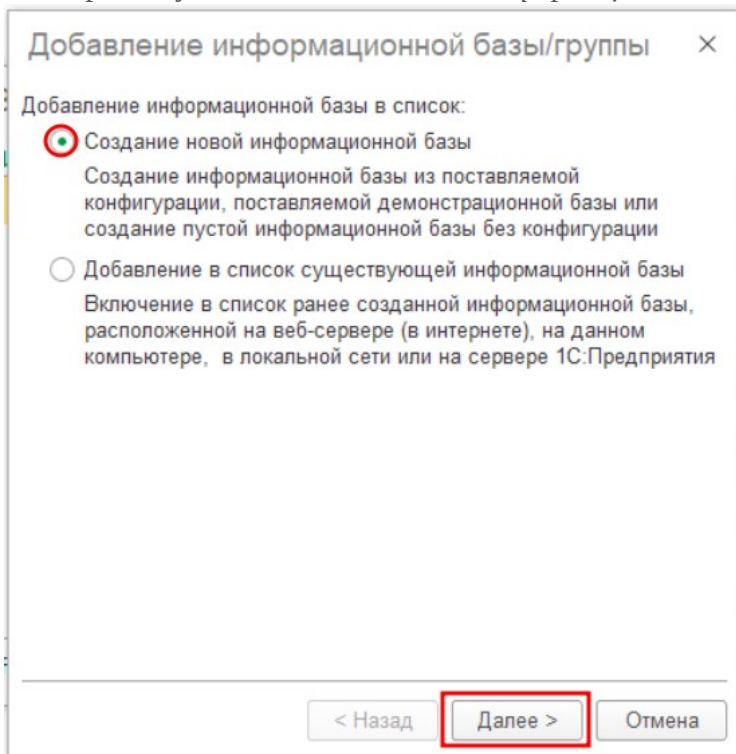 Добавление информационной базы/группы
Добавление информационной базы в список:
Создание новой информационной базы
Создание информационной базы из поставляемой
конфигурации, поставляемой демонстрационной базы или
создание пустой информационной базы без конфигурации
Добавление в список существующей информационной базы
Включение в список ранее созданной информационной базы,
расположенной на веб-сервере (в интернете), на данном
компьютере, в локальной сети или на сервере 1С:Предприятия
< Назад Далее > Отмена